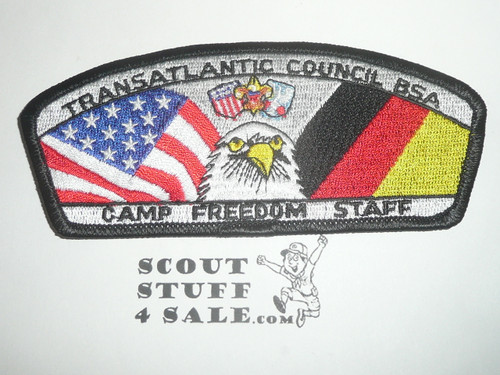 TRANSATLANTIC COUNCIL BSA
CAMP FREEDOM STAFF
SCOUT
STUFF
4 SALE.COM